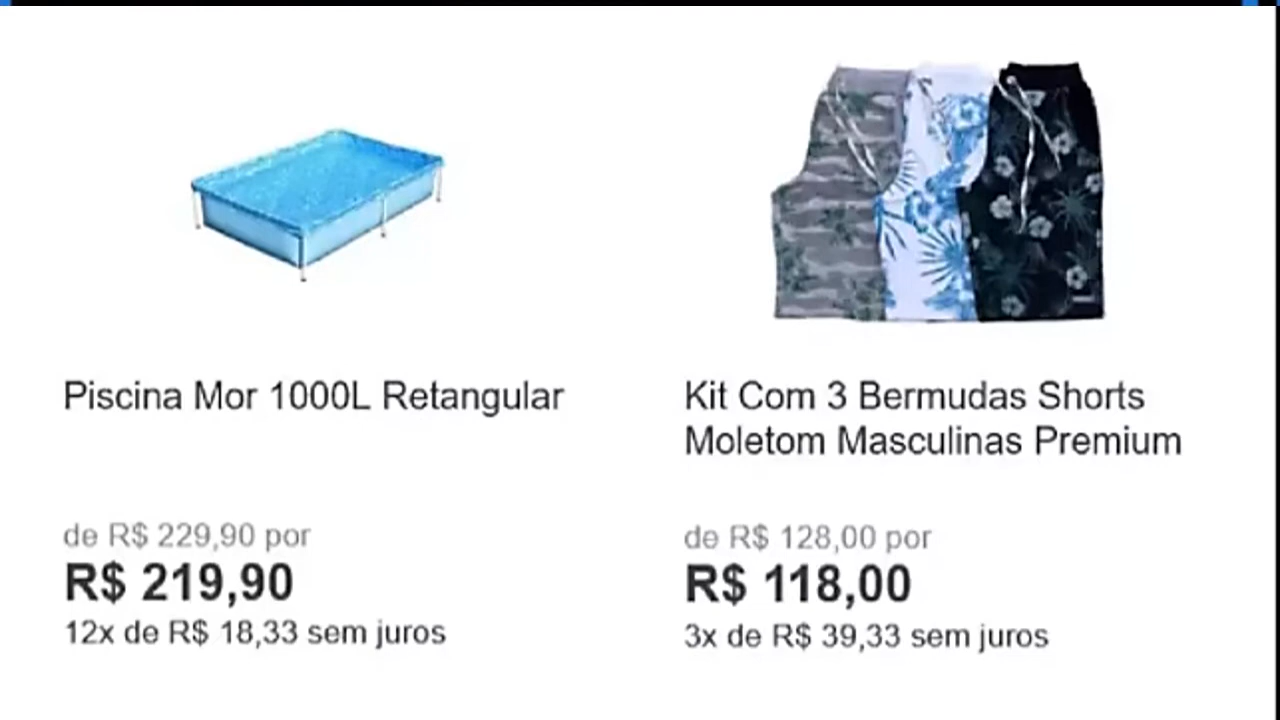 Piscina Mor 1000L Retangular
de R$ 229,90 por
R$ 219,90
12x de R$ 18,33 sem juros
Kit Com 3 Bermudas Shorts
Moletom Masculinas Premium
de R$ 128,00 por
R$ 118,00
3x de R$ 39,33 sem juros